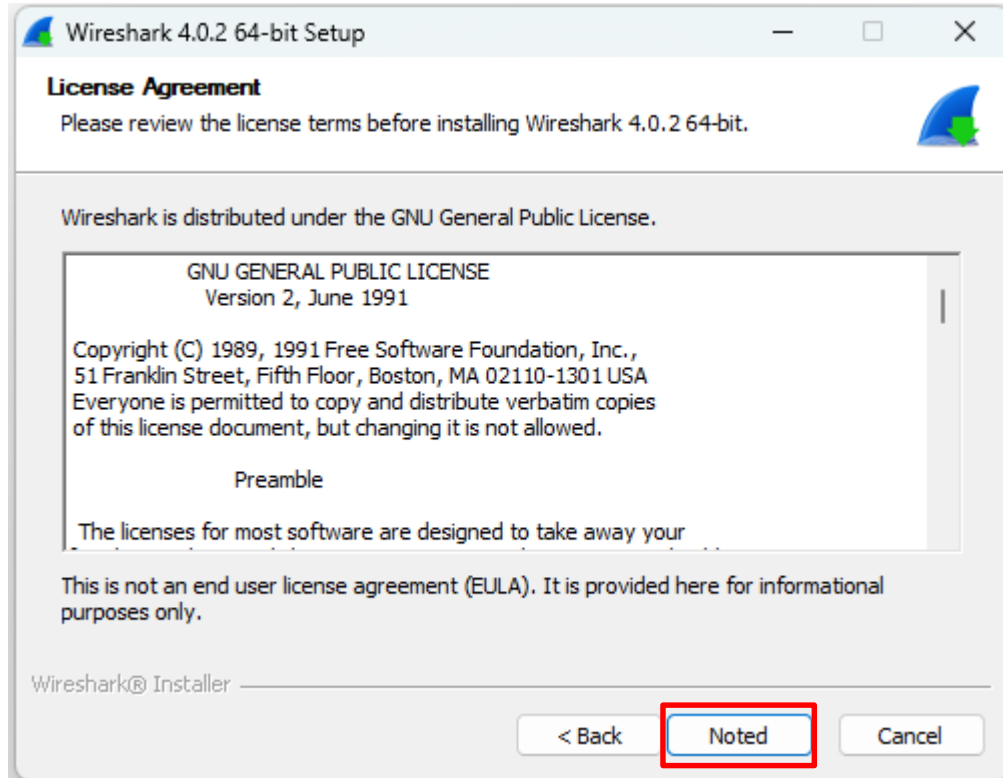 Wireshark 4.0.2 64-bit Setup
License Agreement
Please review the license terms before installing Wireshark 4.0.2 64-bit.
Wireshark is distributed under the GNU General Public License.
GNU GENERAL PUBLIC LICENSE
Version 2, June 1991
Copyright (C) 1989, 1991 Free Software Foundation, Inc.,
51 Franklin Street, Fifth Floor, Boston, MA 02110-1301 USA
Everyone is permitted to copy and distribute verbatim copies
of this license document, but changing it is not allowed.
Preamble
The licenses for most software are designed to take away your
This is not an end user license agreement (EULA). It is provided here for informational
purposes only.
Wireshark® Installer
< Back Noted Cancel